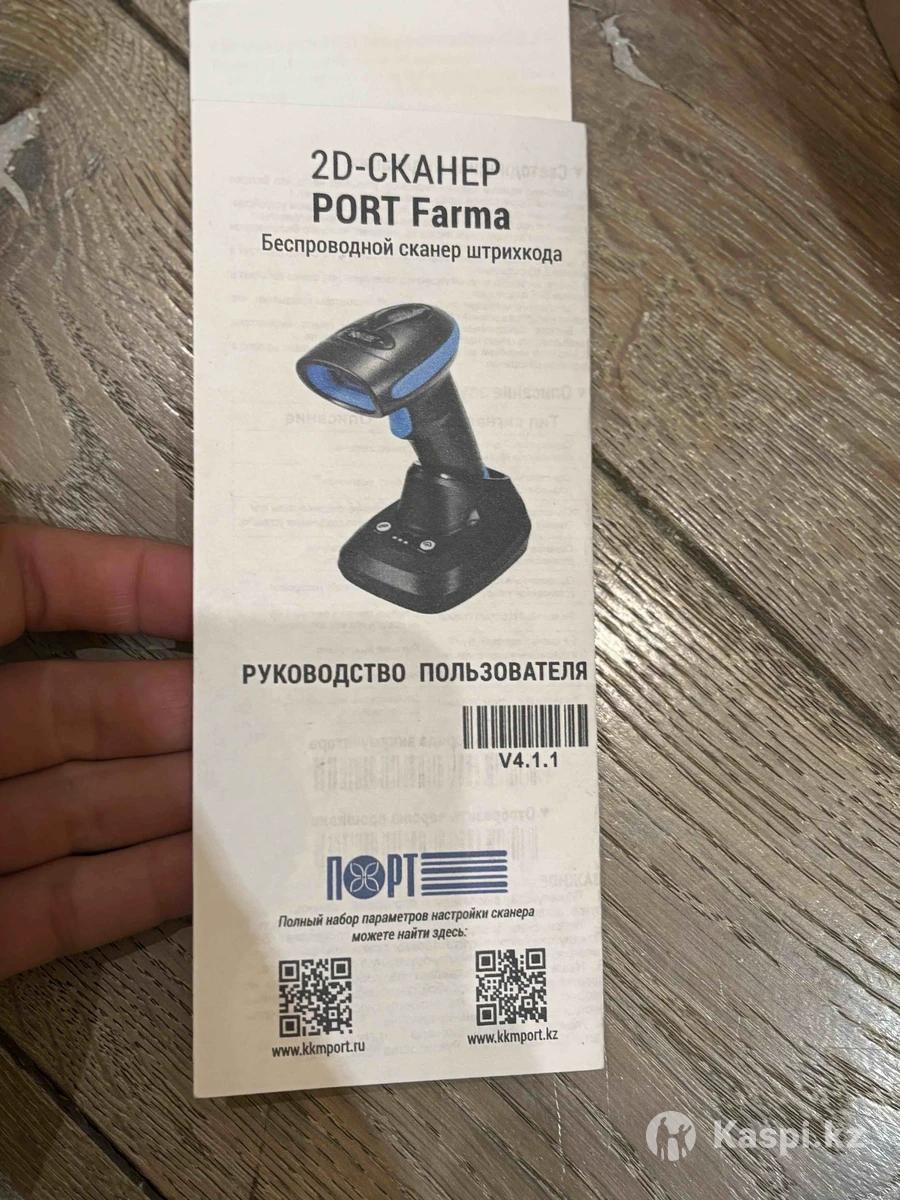 2D-СКАНЕР
PORT Farma
Беспроводной сканер штрихкода
РУКОВОДСТВО ПОЛЬЗОВАТЕЛЯ
V4.1.1
ПОРТ
Полный набор параметров настройки сканера
можете найти здесь:
www.kkmport.ru
www.kkmport.kz
Kaspi.kz